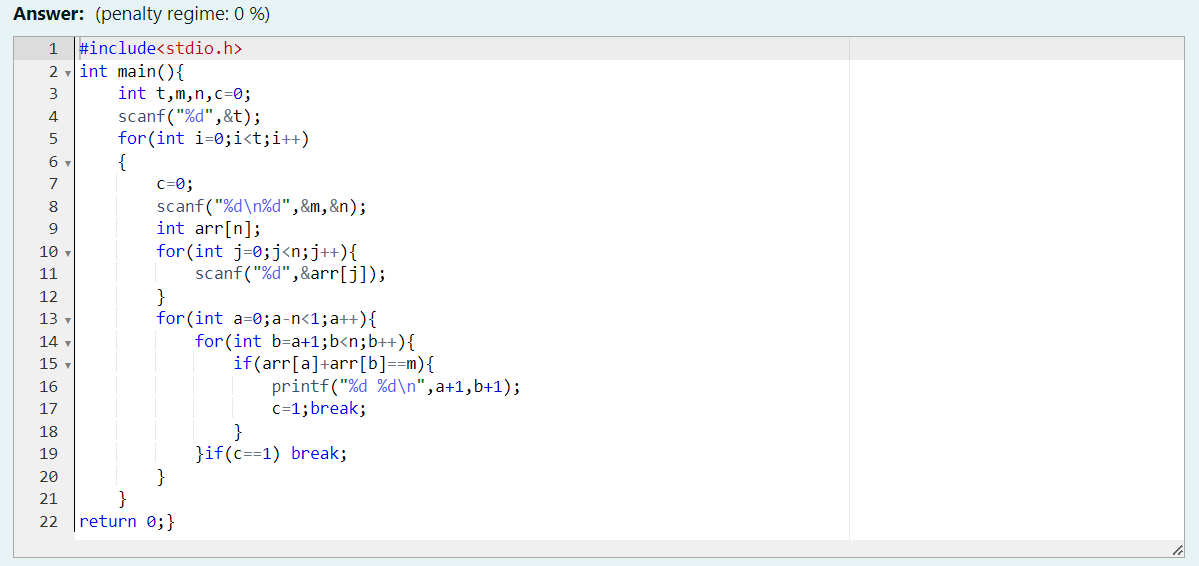 Answer: (penalty regime: 0 %)
1 #include<stdio.h>
2 int main(){
3     int t,m,n,c=0;
4     scanf("%d",&t);
5     for(int i=0;i<t;i++)
6     {
7         c=0;
8         scanf("%d\n%d",&m,&n);
9         int arr[n];
10         for(int j=0;j<n;j++){
11             scanf("%d",&arr[j]);
12         }
13         for(int a=0;a-n<1;a++){
14             for(int b=a+1;b<n;b++){
15                 if(arr[a]+arr[b]==m){
16                     printf("%d %d\n",a+1,b+1);
17                     c=1;break;
18                 }
19             }if(c==1) break;
20         }
21     }
22 return 0;}